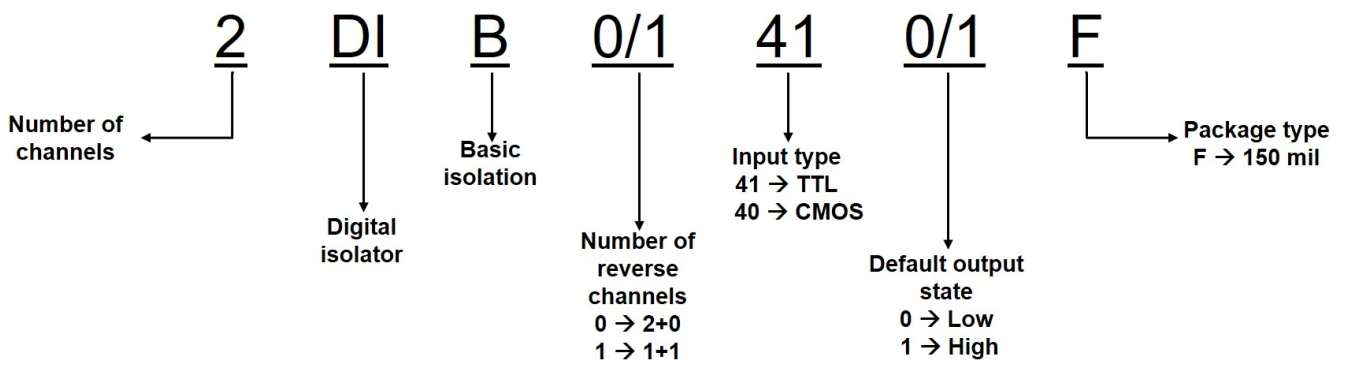 2 DI B 0/1 41 0/1 F
Number of
channels
Digital
isolator
Basic
isolation
Number of
reverse
channels
0 → 2+0
1 → 1+1
Input type
41 → TTL
40 → CMOS
Default output
state
0 → Low
1 → High
Package type
F → 150 mil